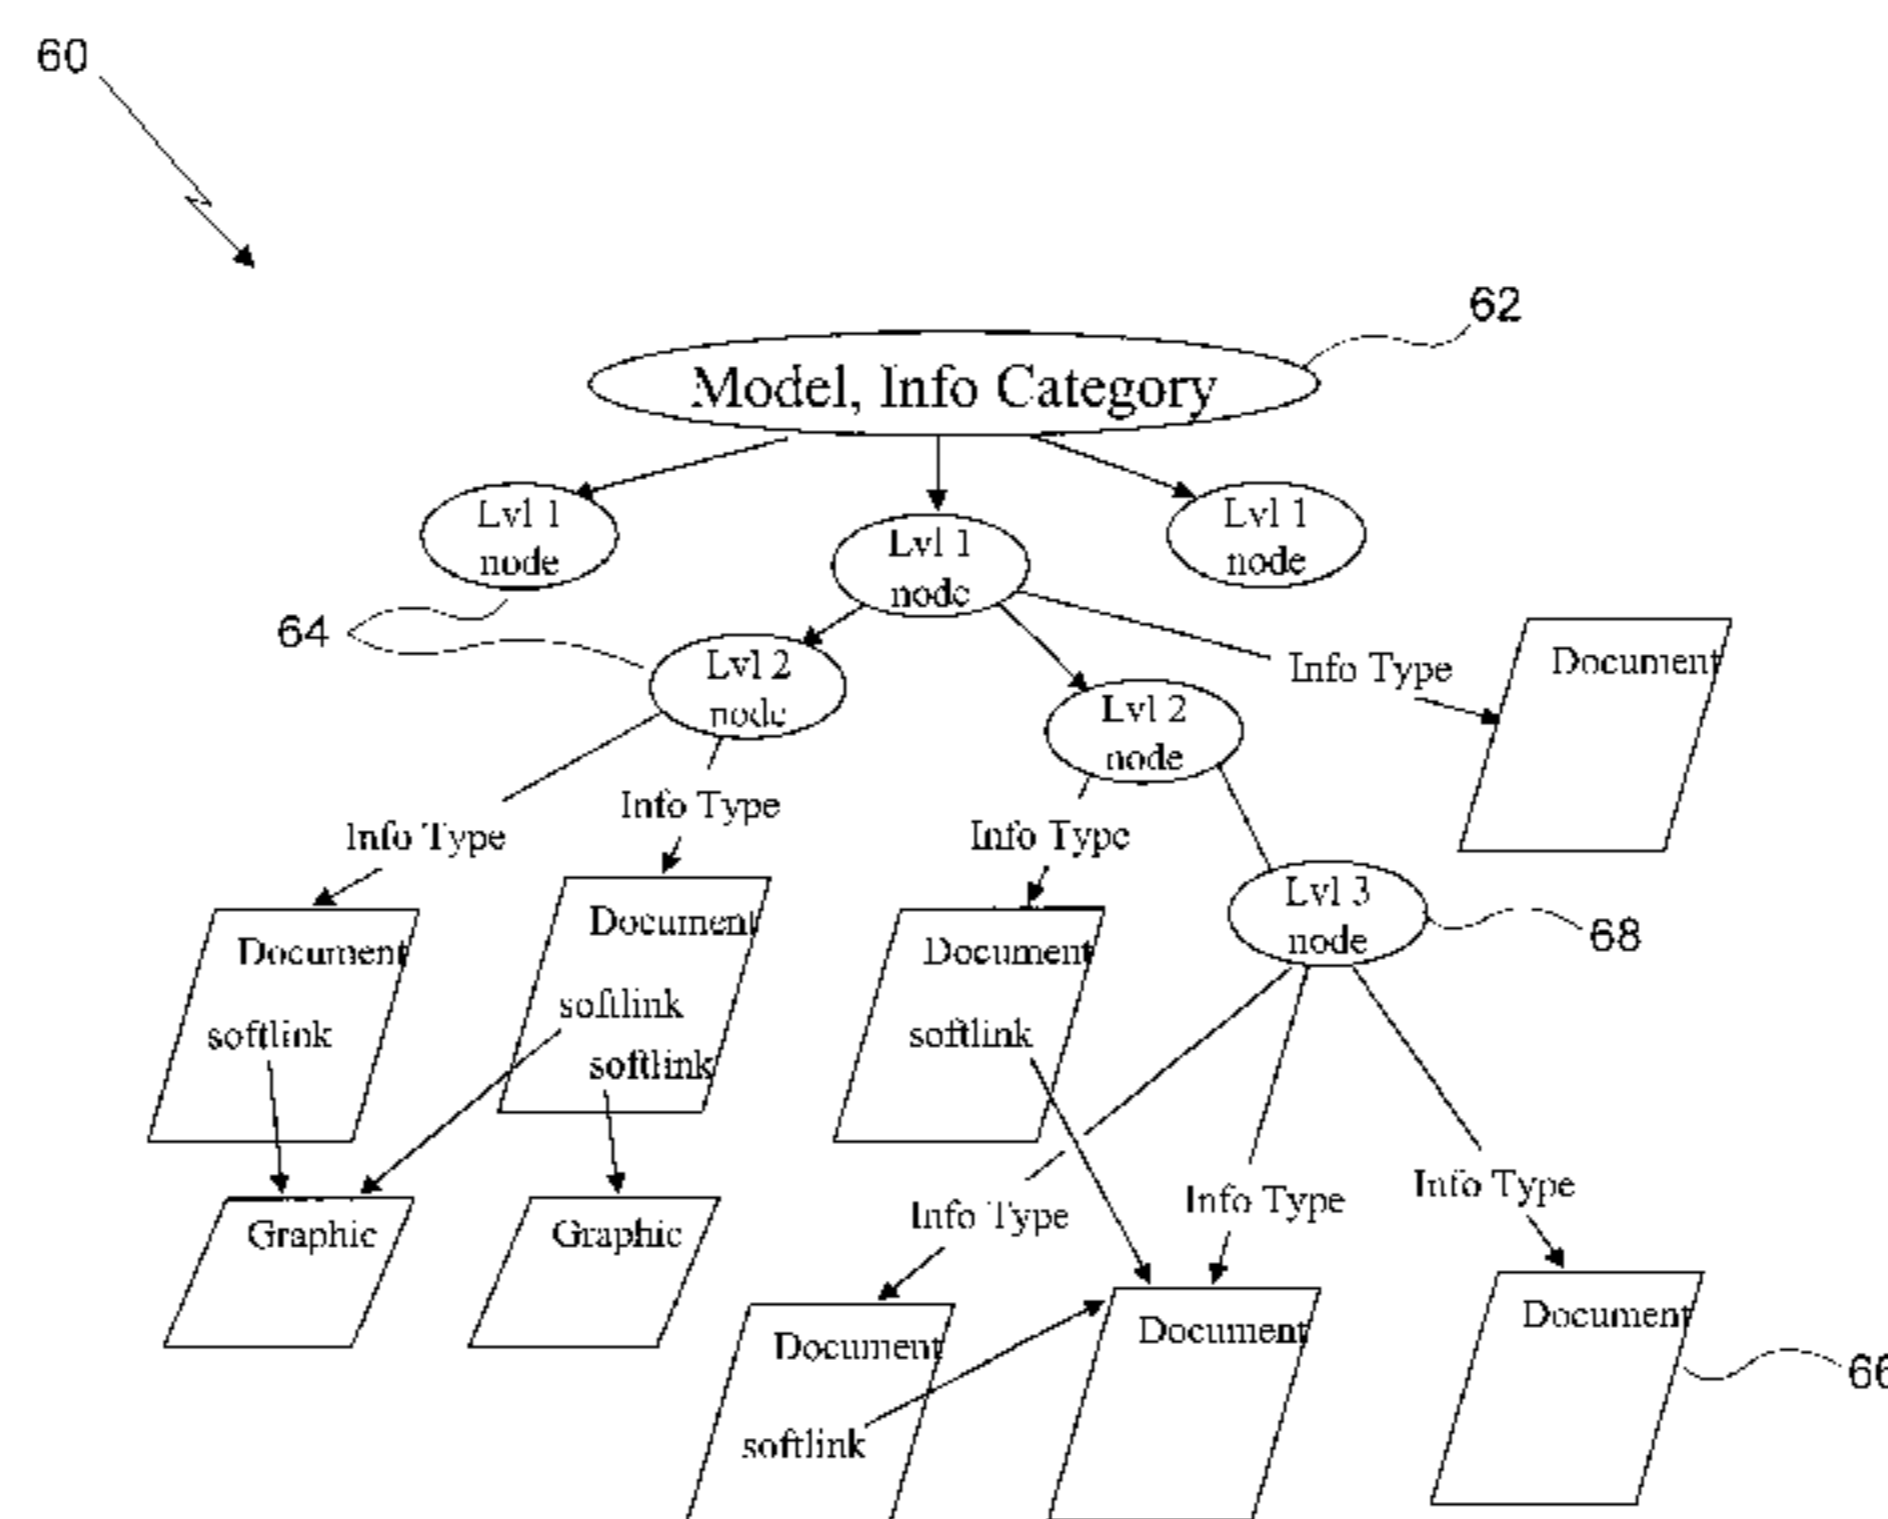 60
62
Model, Info Category
Lvl 1
node
Lvl 1
node
Lvl 1
node
64
Lvl 2
node
Info Type
Document
Lvl 2
node
Info Type
Info Type
Info Type
Lvl 3
node
68
Document
softlink
Document
softlink
softlink
Document
softlink
Graphic
Graphic
Info Type
Info Type
Info Type
Document
softlink
Document
Document
66